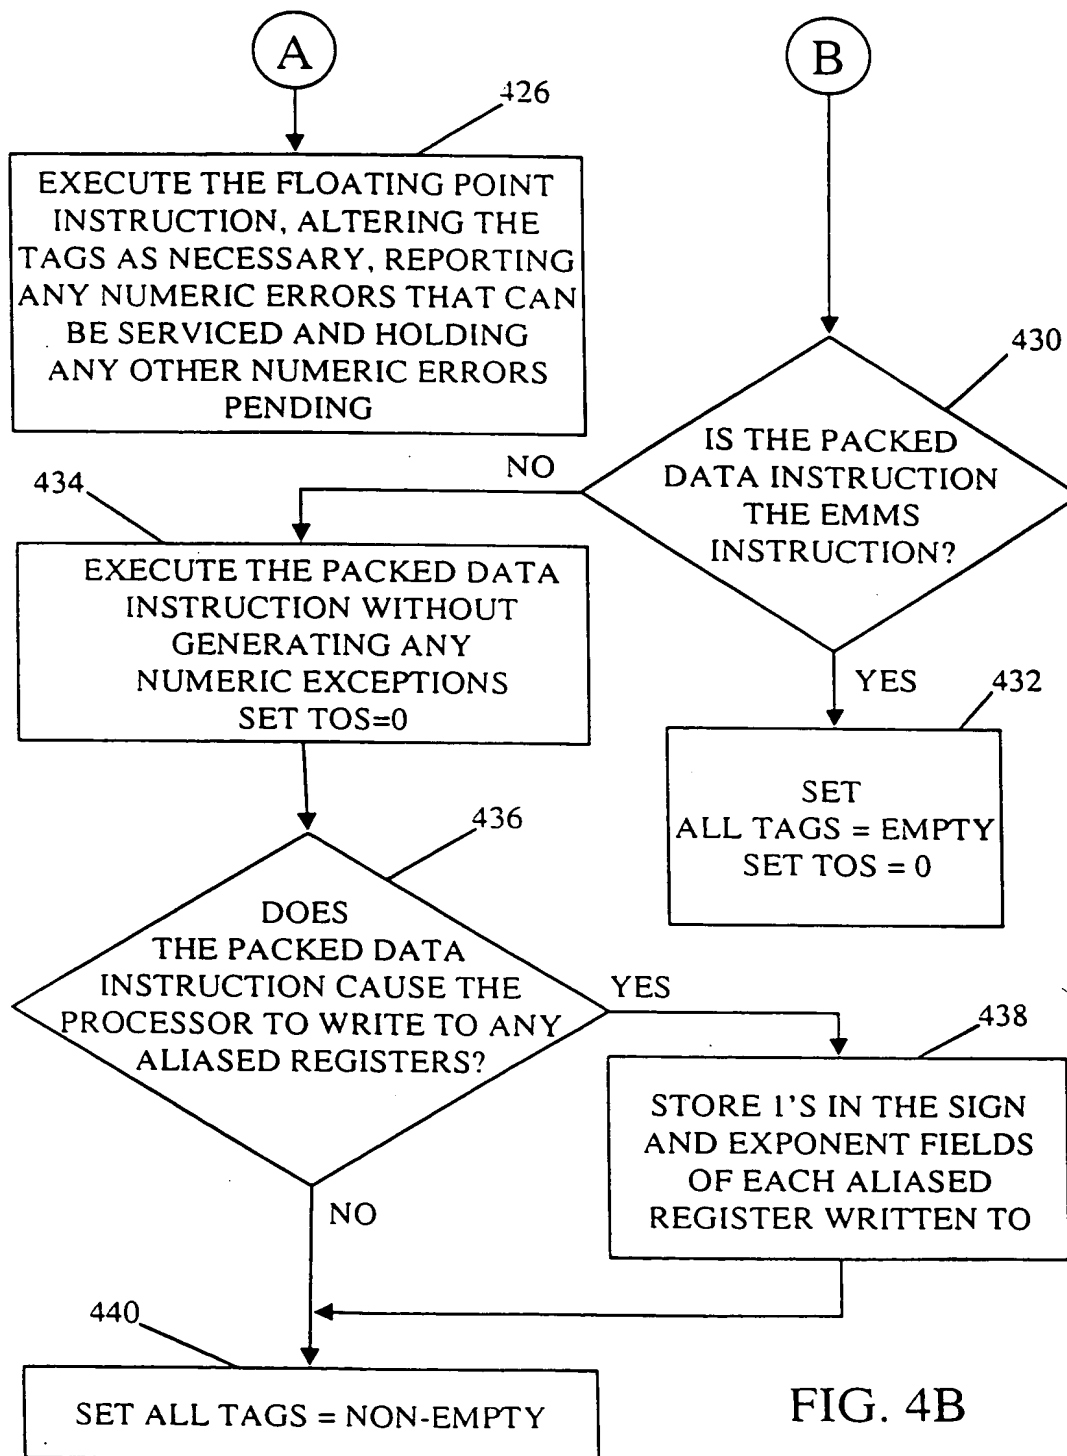 A
426
EXECUTE THE FLOATING POINT
INSTRUCTION, ALTERING THE
TAGS AS NECESSARY, REPORTING
ANY NUMERIC ERRORS THAT CAN
BE SERVICED AND HOLDING
ANY OTHER NUMERIC ERRORS
PENDING
B
430
IS THE PACKED
DATA INSTRUCTION
THE EMMS
INSTRUCTION?
NO
YES
432
SET
ALL TAGS = EMPTY
SET TOS = 0
434
EXECUTE THE PACKED DATA
INSTRUCTION WITHOUT
GENERATING ANY
NUMERIC EXCEPTIONS
SET TOS=0
436
DOES
THE PACKED DATA
INSTRUCTION CAUSE THE
PROCESSOR TO WRITE TO ANY
ALIASED REGISTERS?
YES
438
STORE 1'S IN THE SIGN
AND EXPONENT FIELDS
OF EACH ALIASED
REGISTER WRITTEN TO
NO
440
SET ALL TAGS = NON-EMPTY
FIG. 4B